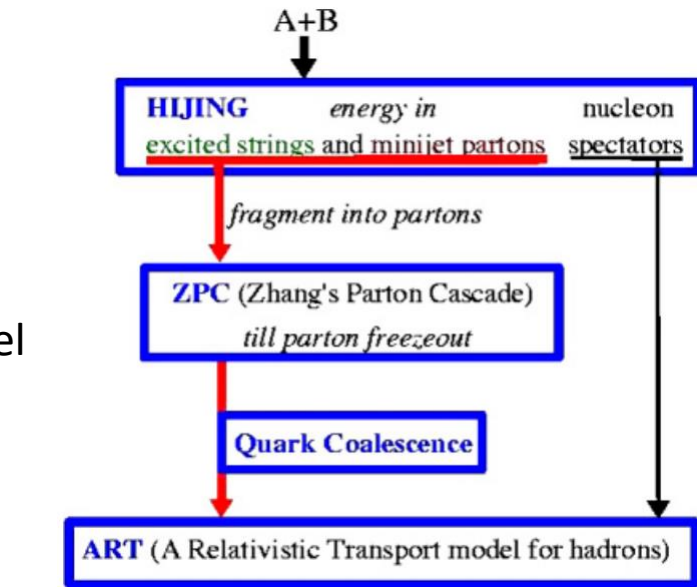 A+B
HIJING energy in nucleon
excited strings and minijet partons spectators
fragment into partons
ZPC (Zhang's Parton Cascade)
till parton freezeout
el
Quark Coalescence
ART (A Relativistic Transport model for hadrons)